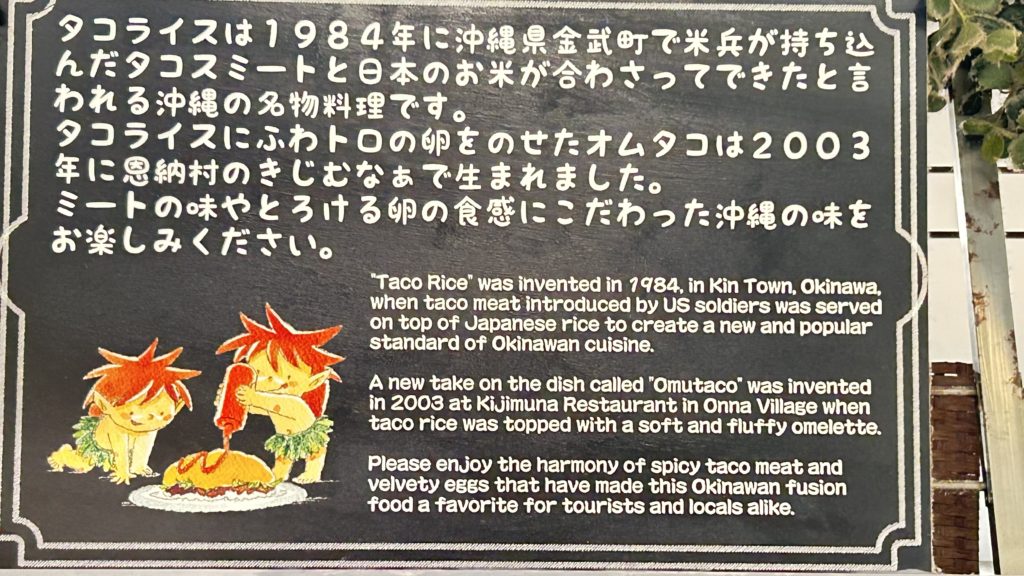 タコライスは１９８４年に沖縄県金武町で米兵が持ち込
んだタコスミートと日本のお米が合わさってできたと言
われる沖縄の名物料理です。
タコライスにふわトロの卵をのせたオムタコは２００３
年に恩納村のきじむなぁで生まれました。
ミートの味やとろける卵の食感にこだわった沖縄の味を
お楽しみください。
"Taco Rice" was invented in 1984, in Kin Town, Okinawa,
when taco meat introduced by US soldiers was served
on top of Japanese rice to create a new and popular
standard of Okinawan cuisine.
A new take on the dish called "Omutaco" was invented
in 2003 at Kijimuna Restaurant in Onna Village when
taco rice was topped with a soft and fluffy omelette.
Please enjoy the harmony of spicy taco meat and
velvety eggs that have made this Okinawan fusion
food a favorite for tourists and locals alike.